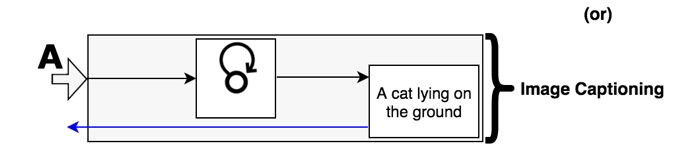 (or)
A
A cat lying on
the ground
Image Captioning